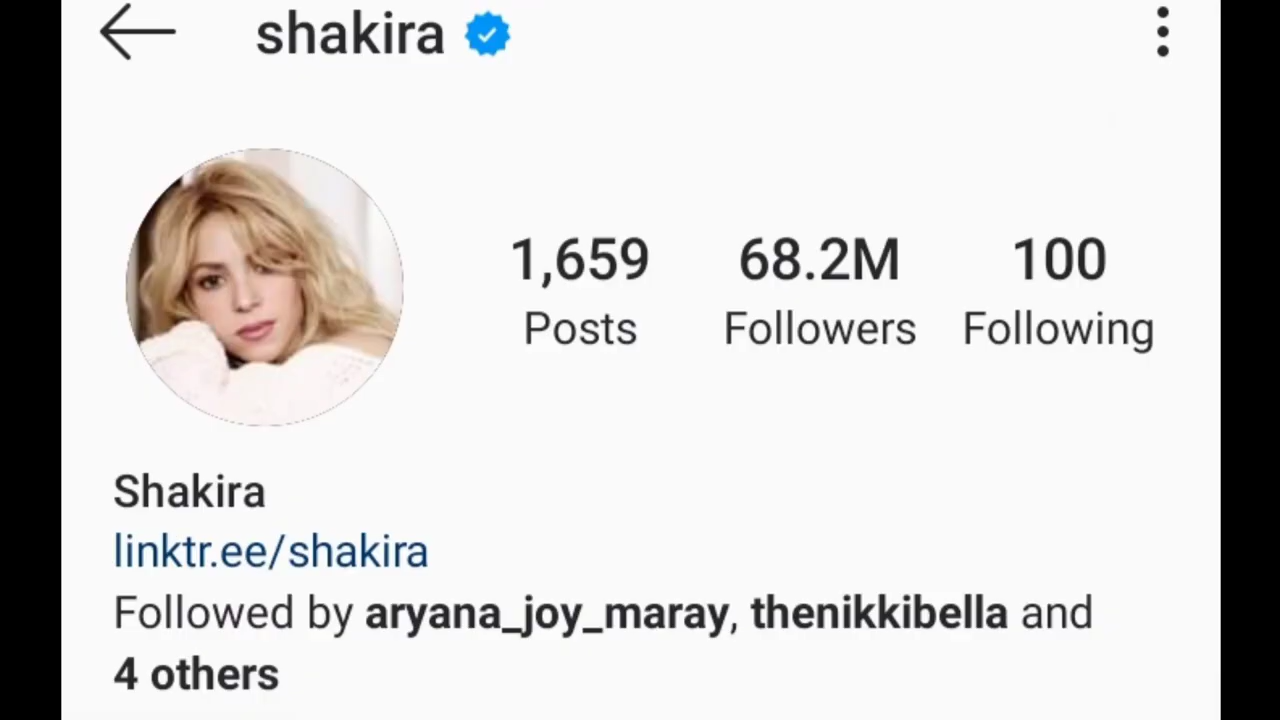 shakira
1,659 68.2M 100
Posts Followers Following
Shakira
linktr.ee/shakira
Followed by aryana_joy_maray, thenikkibella and
4 others